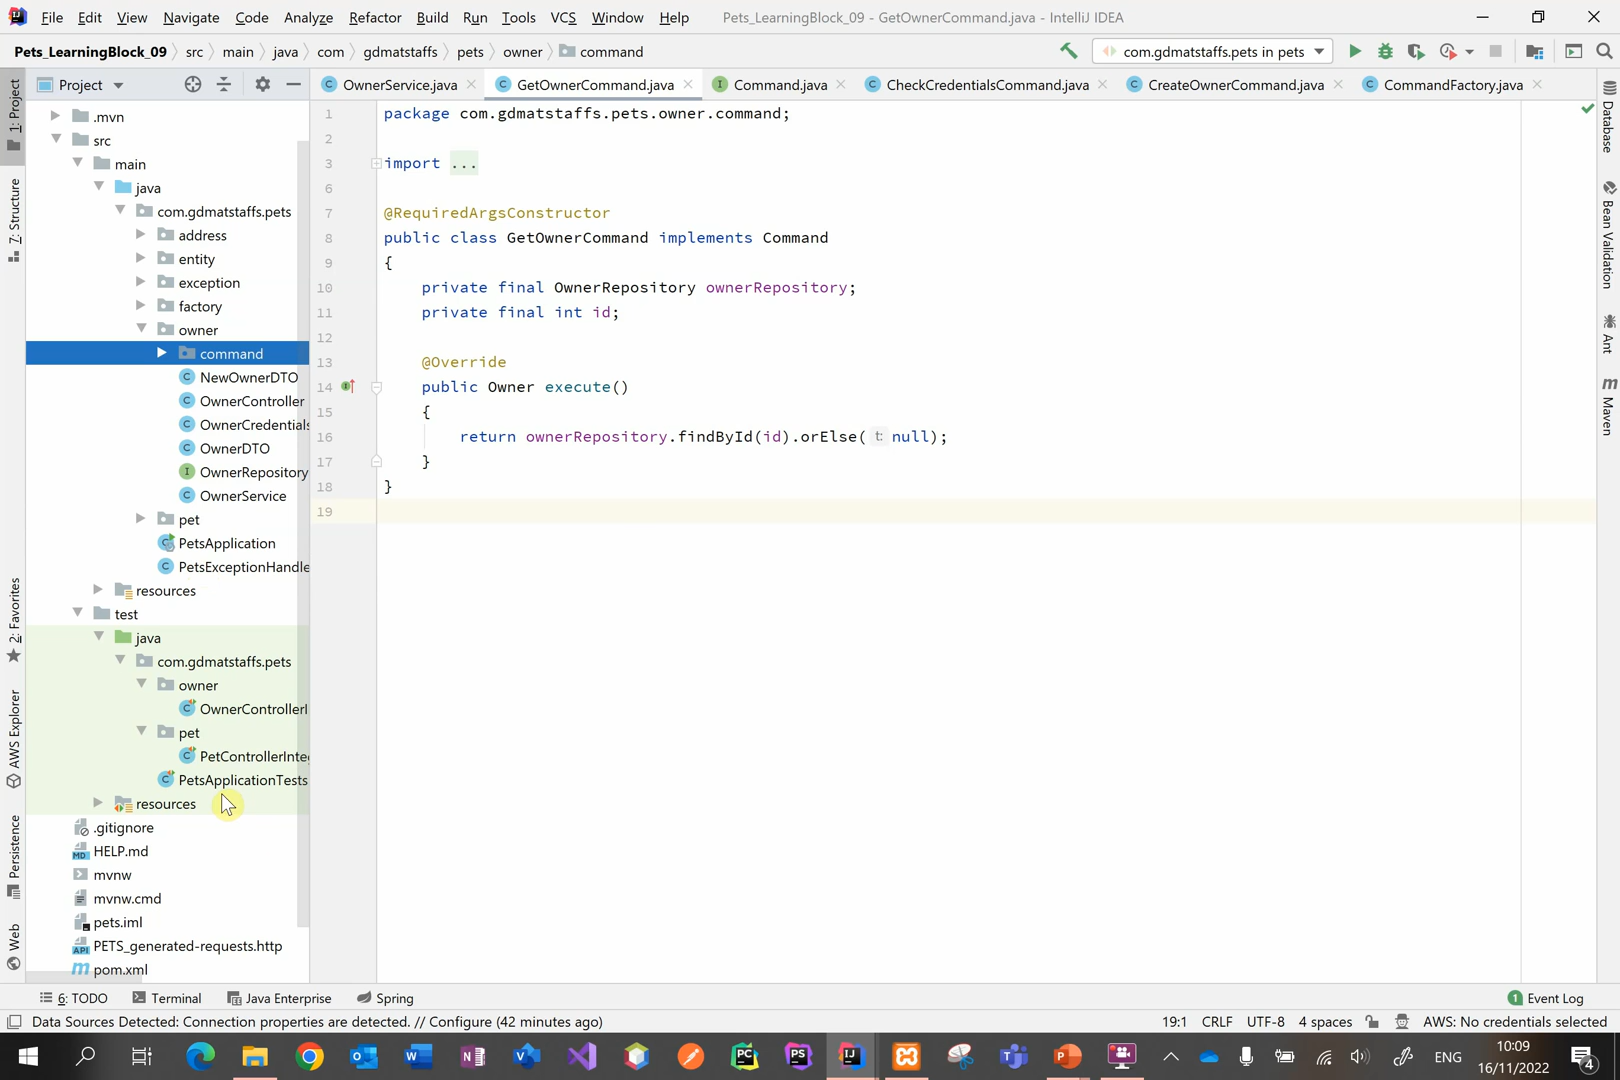 File Edit View Navigate Code Analyze Refactor Build Run Tools VCS Window Help Pets_LearningBlock_09 - GetOwnerCommand.java - IntelliJ IDEA
Pets_LearningBlock_09 src main java com gdmatstaffs pets owner command com.gdmatstaffs.pets in pets
Project OwnerService.java GetOwnerCommand.java Command.java CheckCredentialsCommand.java CreateOwnerCommand.java CommandFactory.java
1: Project
7: Structure
2: Favorites
AWS Explorer
Persistence
Web
.mvn
src
main
java
com.gdmatstaffs.pets
address
entity
exception
factory
owner
command
NewOwnerDTO
OwnerController
OwnerCredentials
OwnerDTO
OwnerRepository
OwnerService
pet
PetsApplication
PetsExceptionHandle
resources
test
java
com.gdmatstaffs.pets
owner
OwnerControllerI
pet
PetControllerInte
PetsApplicationTests
resources
.gitignore
HELP.md
mvnw
mvnw.cmd
pets.iml
PETS_generated-requests.http
pom.xml
1 package com.gdmatstaffs.pets.owner.command;
2
3 import ...
6
7 @RequiredArgsConstructor
8 public class GetOwnerCommand implements Command
9 {
10 private final OwnerRepository ownerRepository;
11 private final int id;
12
13 @Override
14 public Owner execute()
15 {
16 return ownerRepository.findById(id).orElse( t: null);
17 }
18 }
19
Database
Bean Validation
Ant
Maven
6: TODO Terminal Java Enterprise Spring 1 Event Log
Data Sources Detected: Connection properties are detected. // Configure (42 minutes ago) 19:1 CRLF UTF-8 4 spaces AWS: No credentials selected
ENG 10:09
16/11/2022 4